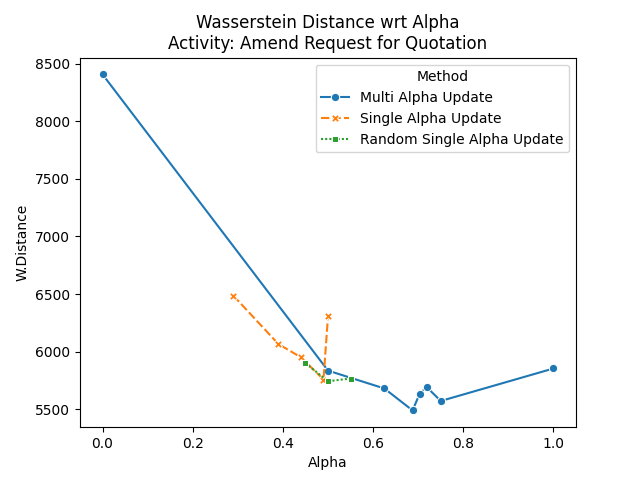 Wasserstein Distance wrt Alpha
Activity: Amend Request for Quotation
Method
Multi Alpha Update
Single Alpha Update
Random Single Alpha Update
8500
8000
7500
7000
6500
6000
5500
W.Distance
0.0 0.2 0.4 0.6 0.8 1.0
Alpha